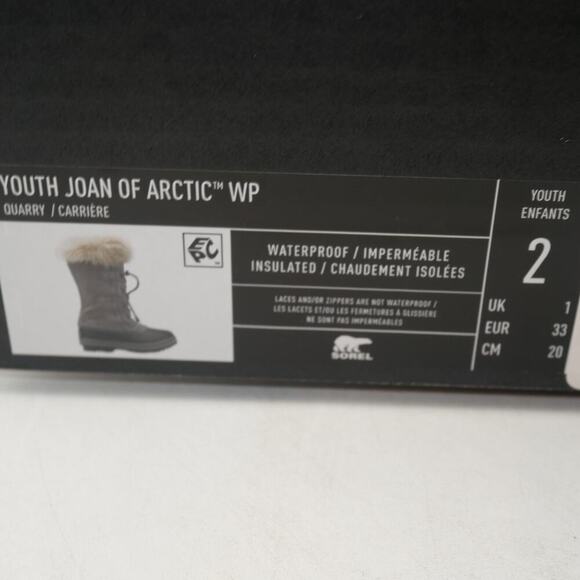 YOUTH JOAN OF ARCTIC™ WP
QUARRY / CARRIÈRE
EPC
WATERPROOF / IMPERMÉABLE
INSULATED / CHAUDEMENT ISOLÉES
LACES AND/OR ZIPPERS ARE NOT WATERPROOF /
LES LACETS ET/OU LES FERMETURES À GLISSIERE
NE SONT PAS IMPERMÉABLES
SOREL
YOUTH
ENFANTS
2
UK 1
EUR 33
CM 20